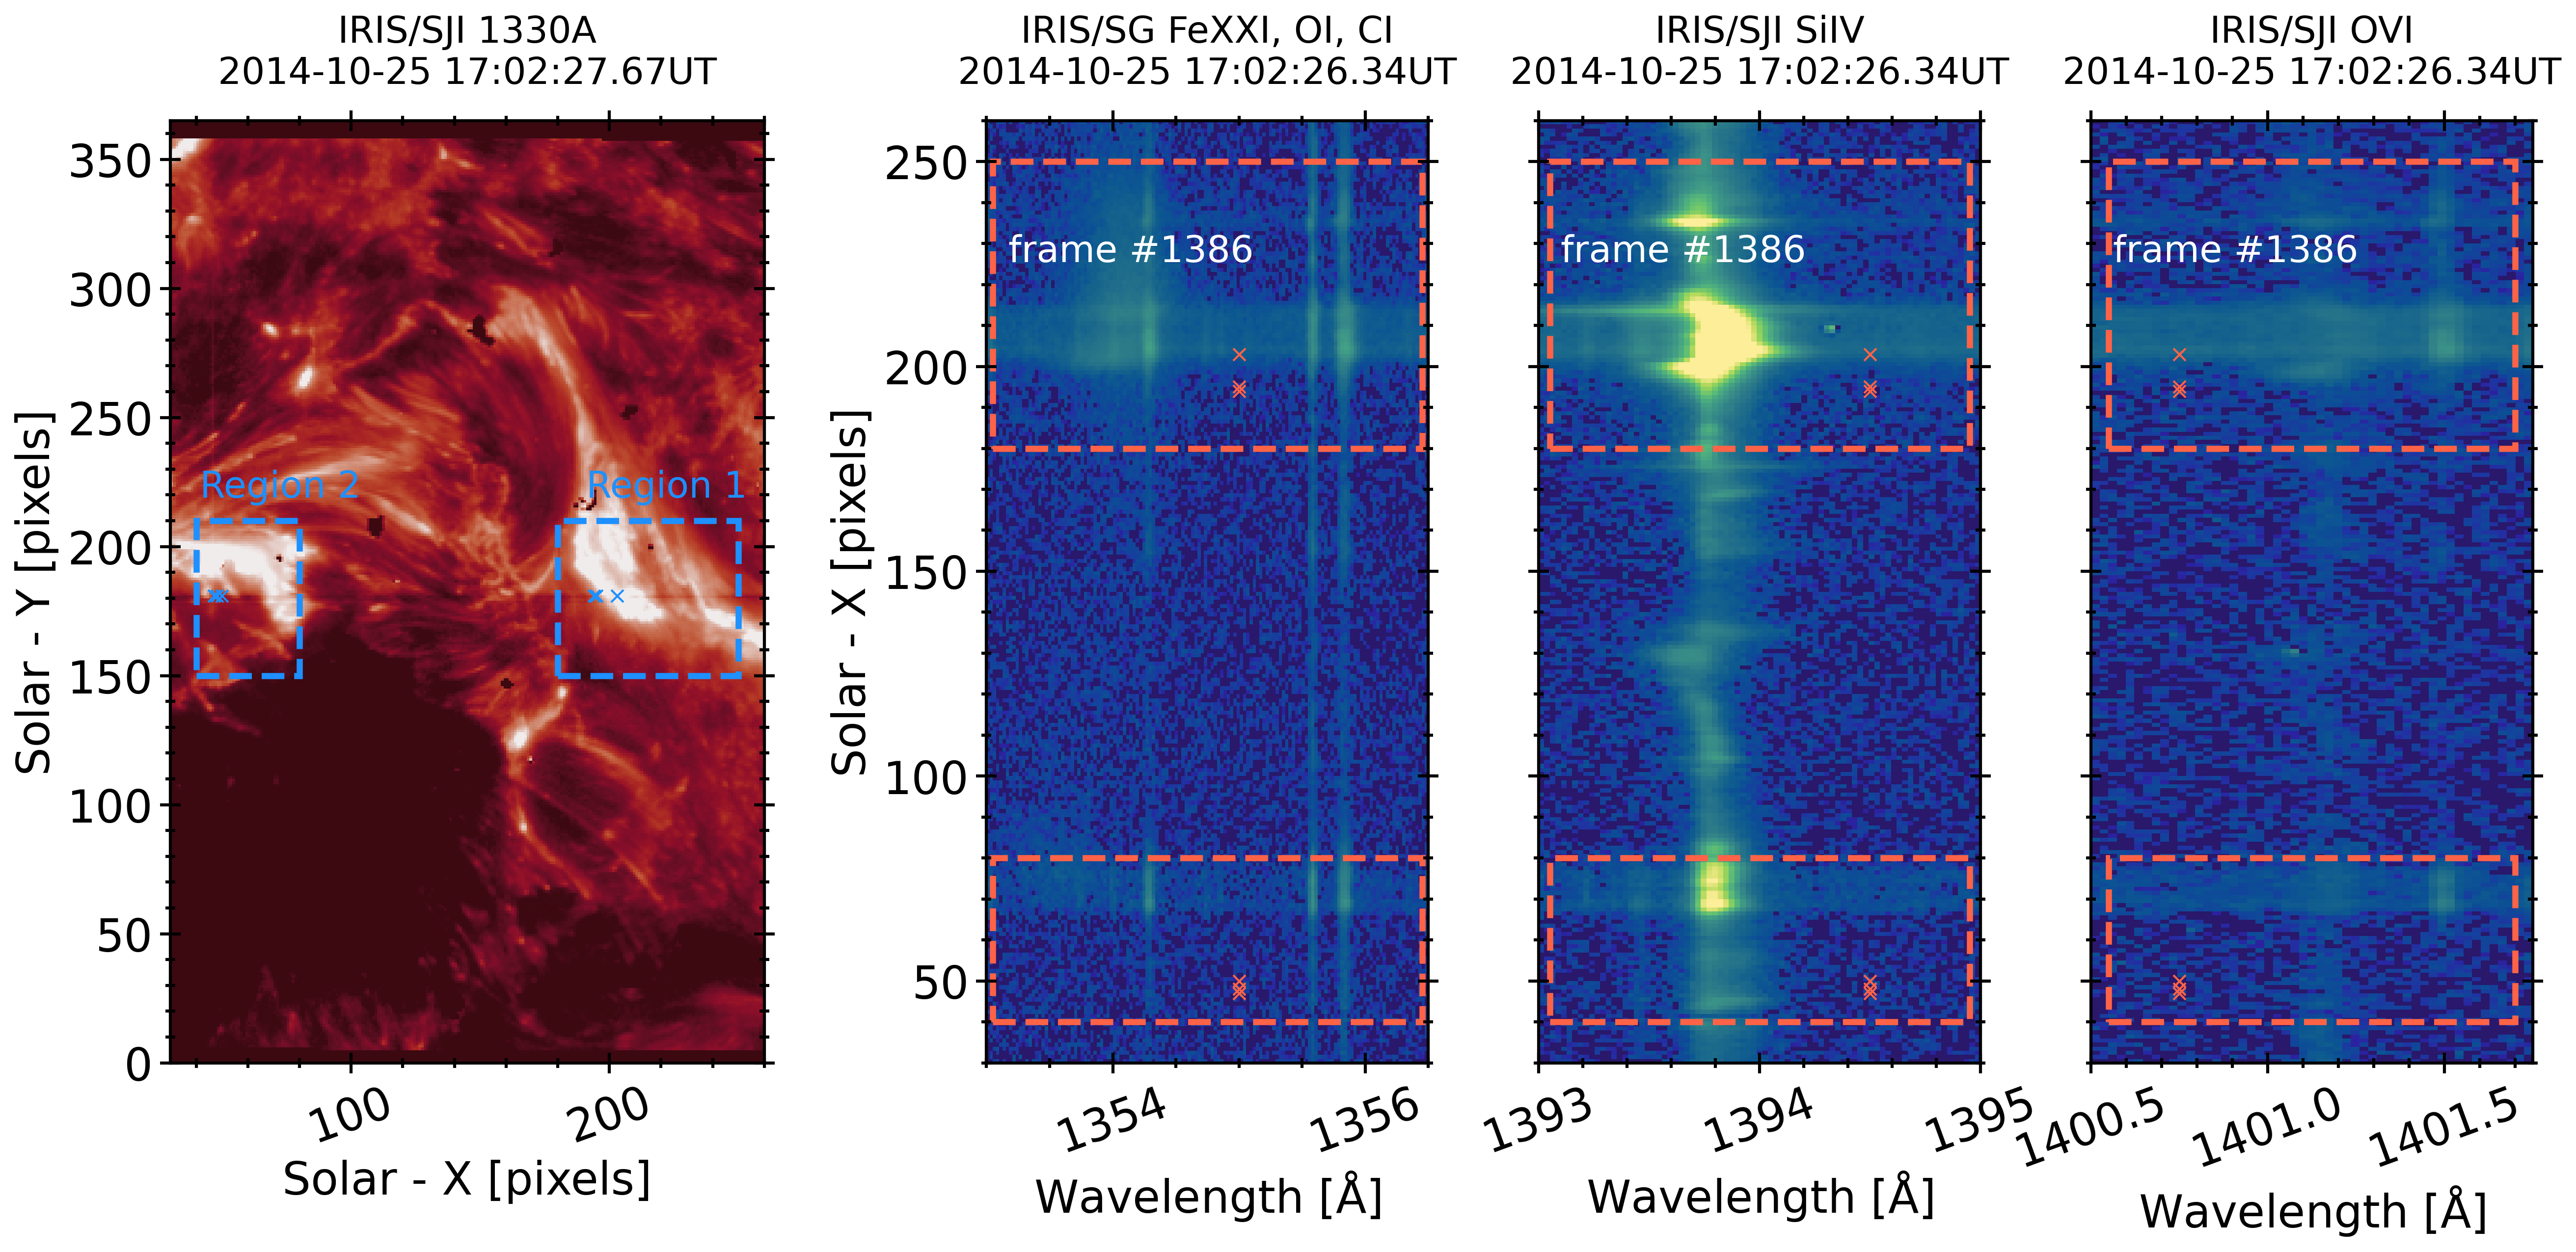 IRIS/SJI 1330A
2014-10-25 17:02:27.67UT
Solar - Y [pixels]
350
300
250
200
150
100
50
0
Region 2
Region 1
100
200
Solar - X [pixels]
IRIS/SG FeXXI, OI, CI
2014-10-25 17:02:26.34UT
Solar - X [pixels]
250
200
150
100
50
frame #1386
1354
1356
Wavelength [Å]
IRIS/SJI SiIV
2014-10-25 17:02:26.34UT
frame #1386
1393
1394
1395
Wavelength [Å]
IRIS/SJI OVI
2014-10-25 17:02:26.34UT
frame #1386
1400.5
1401.0
1401.5
Wavelength [Å]